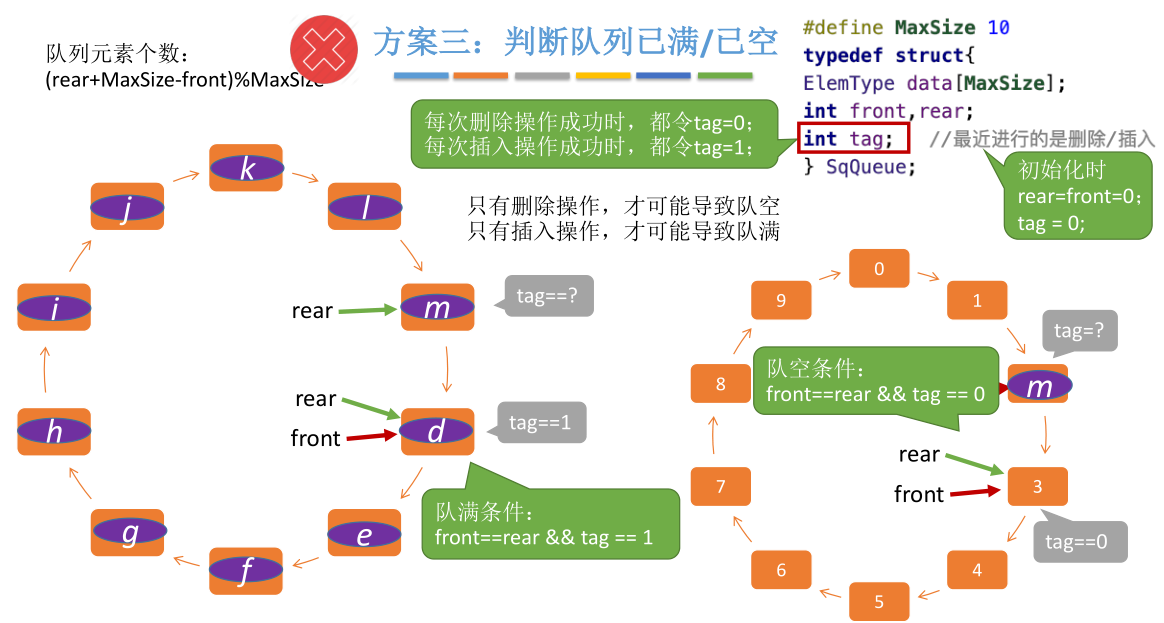 队列元素个数：
(rear+MaxSize-front)%MaxSize
方案三：判断队列已满/已空
#define MaxSize 10
typedef struct{
ElemType data[MaxSize];
int front,rear;
int tag; //最近进行的是删除/插入
} SqQueue;
每次删除操作成功时，都令tag=0；
每次插入操作成功时，都令tag=1；
初始化时
rear=front=0；
tag = 0;
只有删除操作，才可能导致队空
只有插入操作，才可能导致队满
k
l
m
d
e
f
g
h
i
j
rear
tag==?
rear
front
tag==1
队满条件：
front==rear && tag == 1
0
1
m
3
4
5
6
7
8
9
tag=?
队空条件：
front==rear && tag == 0
rear
front
tag==0